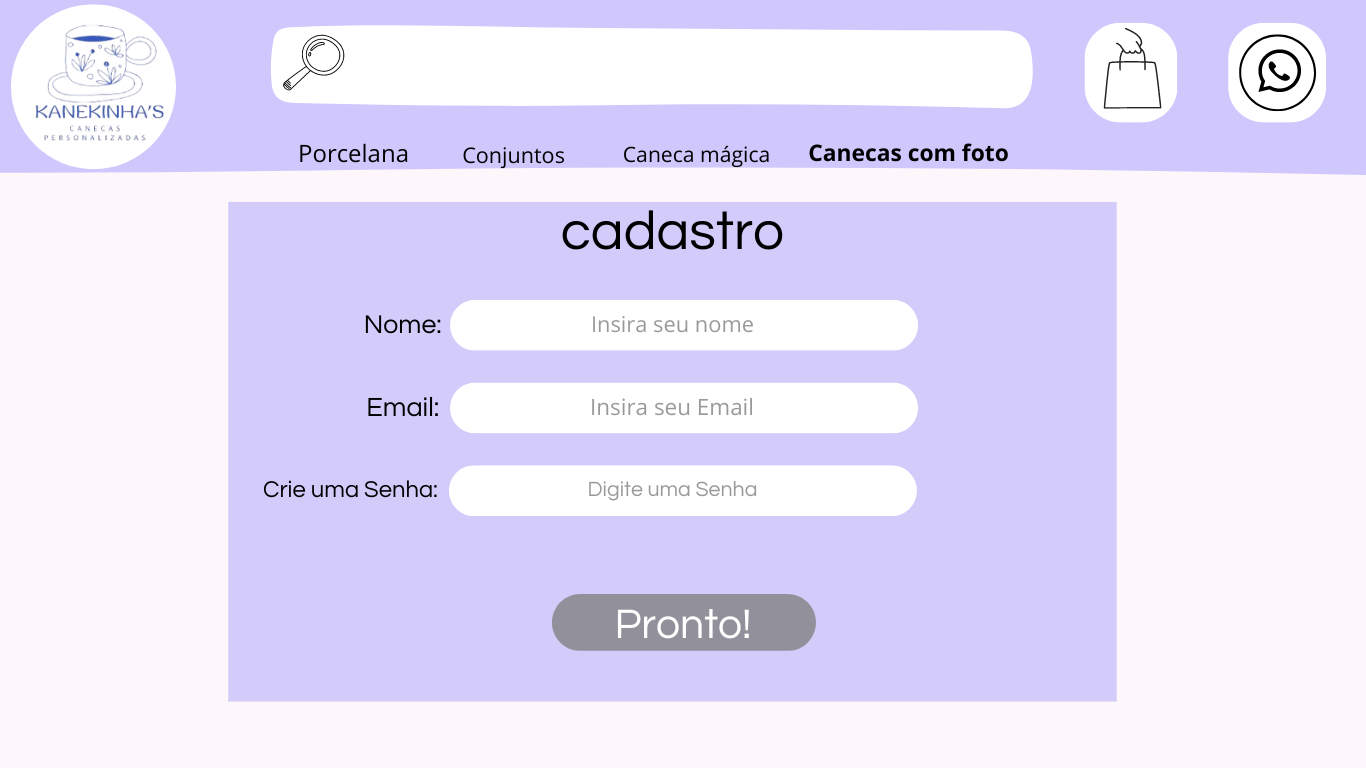 KANEKINHA'S
CANECAS
PERSONALIZADAS
Porcelana
Conjuntos
Caneca mágica
Canecas com foto
cadastro
Nome:
Insira seu nome
Email:
Insira seu Email
Crie uma Senha:
Digite uma Senha
Pronto!